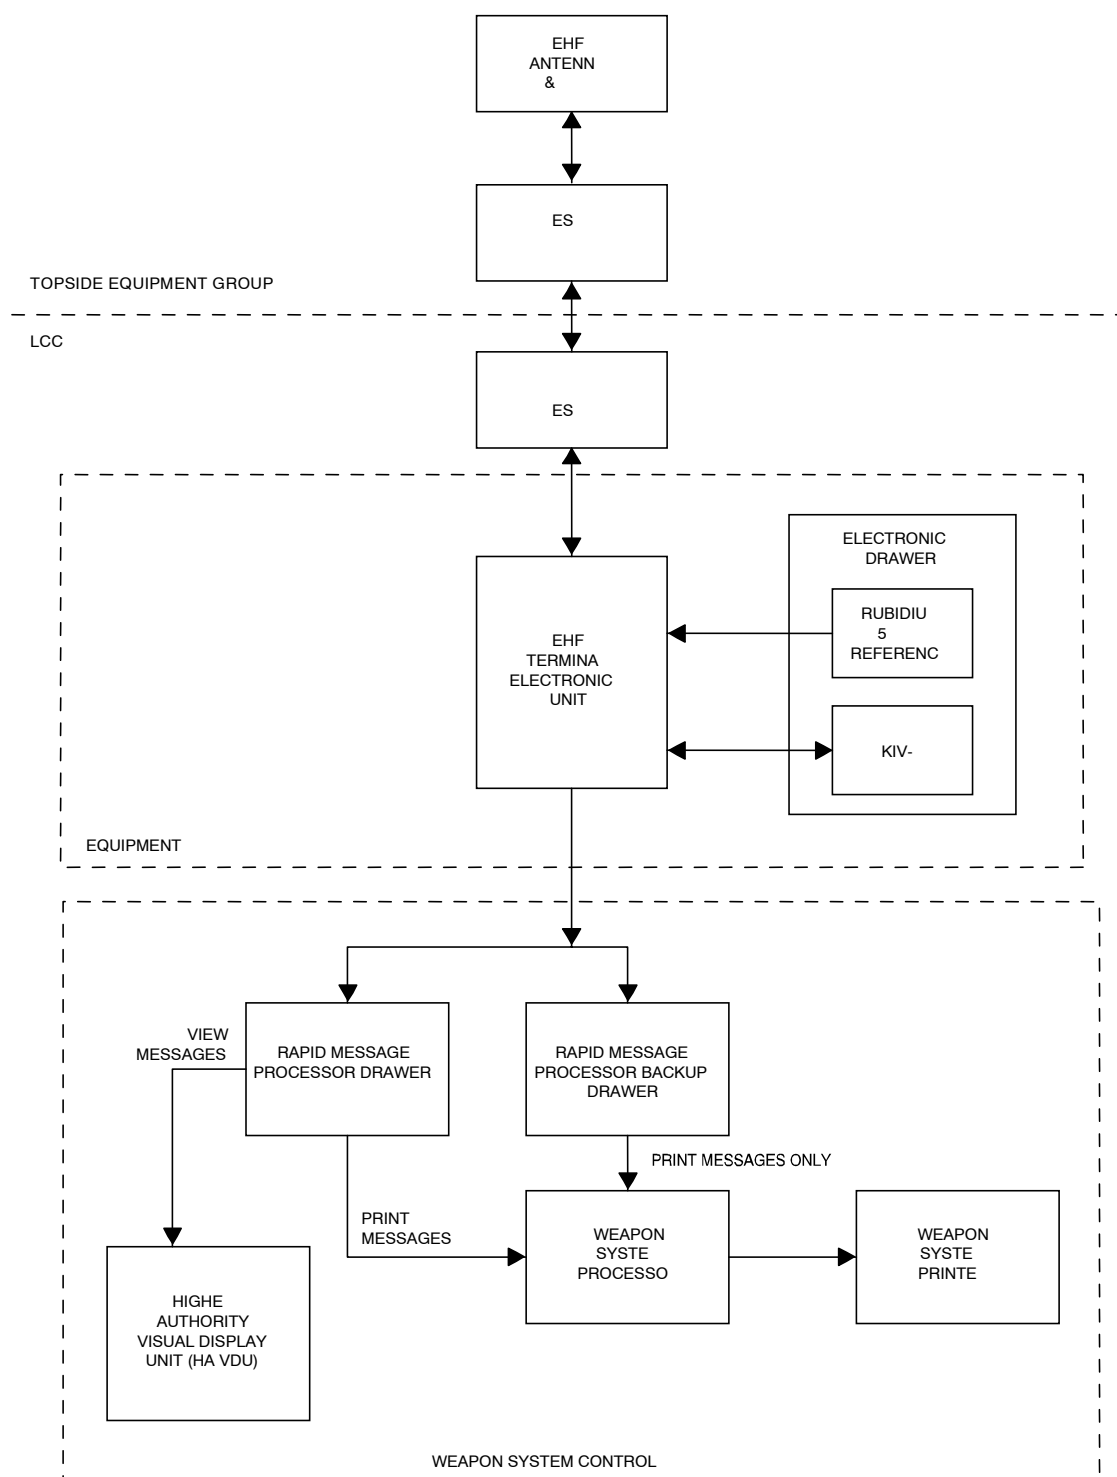 EHF
ANTENN
&
ES
TOPSIDE EQUIPMENT GROUP
LCC
ES
ELECTRONIC
DRAWER
RUBIDIU
5
REFERENC
EHF
TERMINA
ELECTRONIC
UNIT
KIV-
EQUIPMENT
VIEW
MESSAGES
RAPID MESSAGE
PROCESSOR DRAWER
RAPID MESSAGE
PROCESSOR BACKUP
DRAWER
PRINT MESSAGES ONLY
PRINT
MESSAGES
WEAPON
SYSTE
PROCESSO
WEAPON
SYSTE
PRINTE
HIGHE
AUTHORITY
VISUAL DISPLAY
UNIT (HA VDU)
WEAPON SYSTEM CONTROL